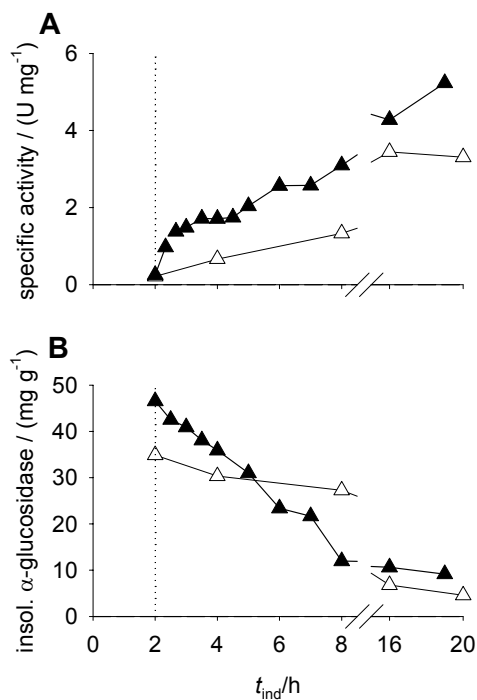 A
specific activity / (U mg⁻¹)
6
4
2
0
B
insol. α-glucosidase / (mg g⁻¹)
50
40
30
20
10
0
0 2 4 6 8 16 20
t_ind/h